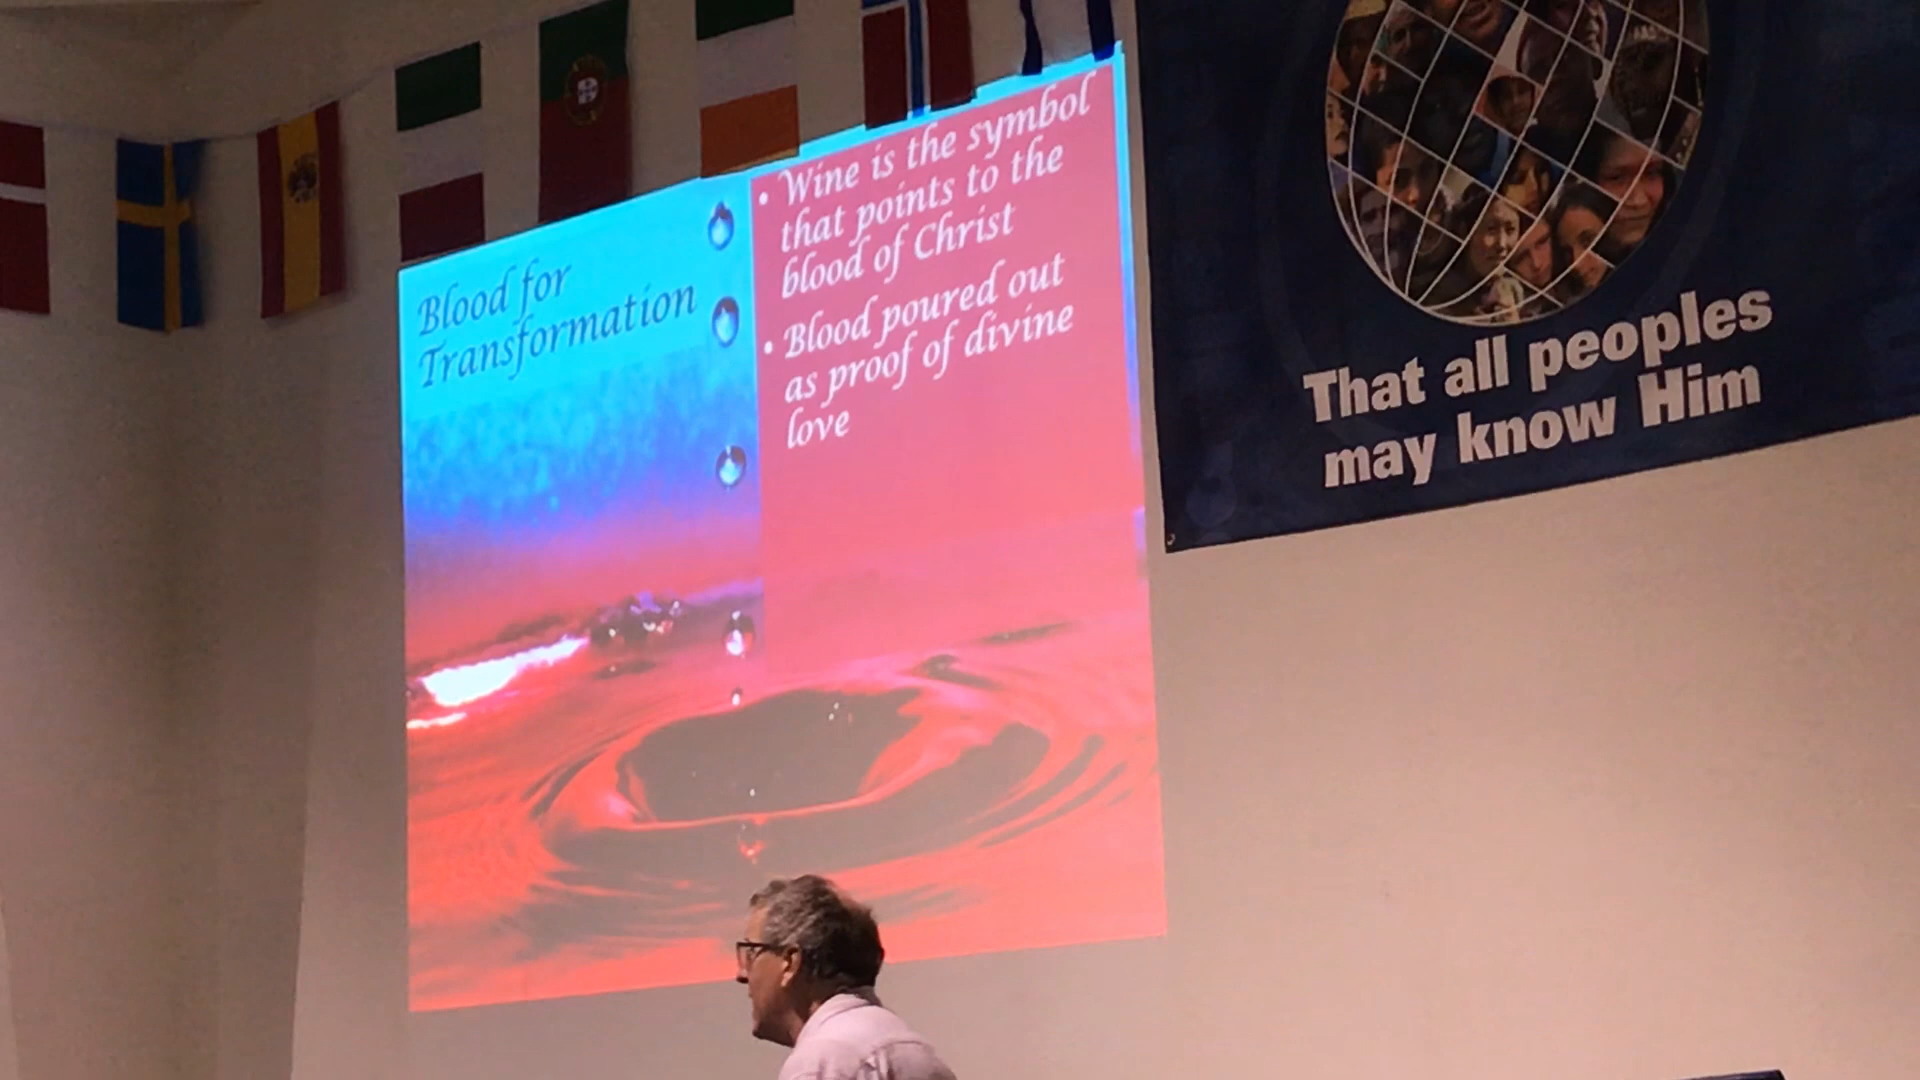 Blood for
Transformation
• Wine is the symbol
that points to the
blood of Christ
• Blood poured out
as proof of divine
love
That all peoples
may know Him